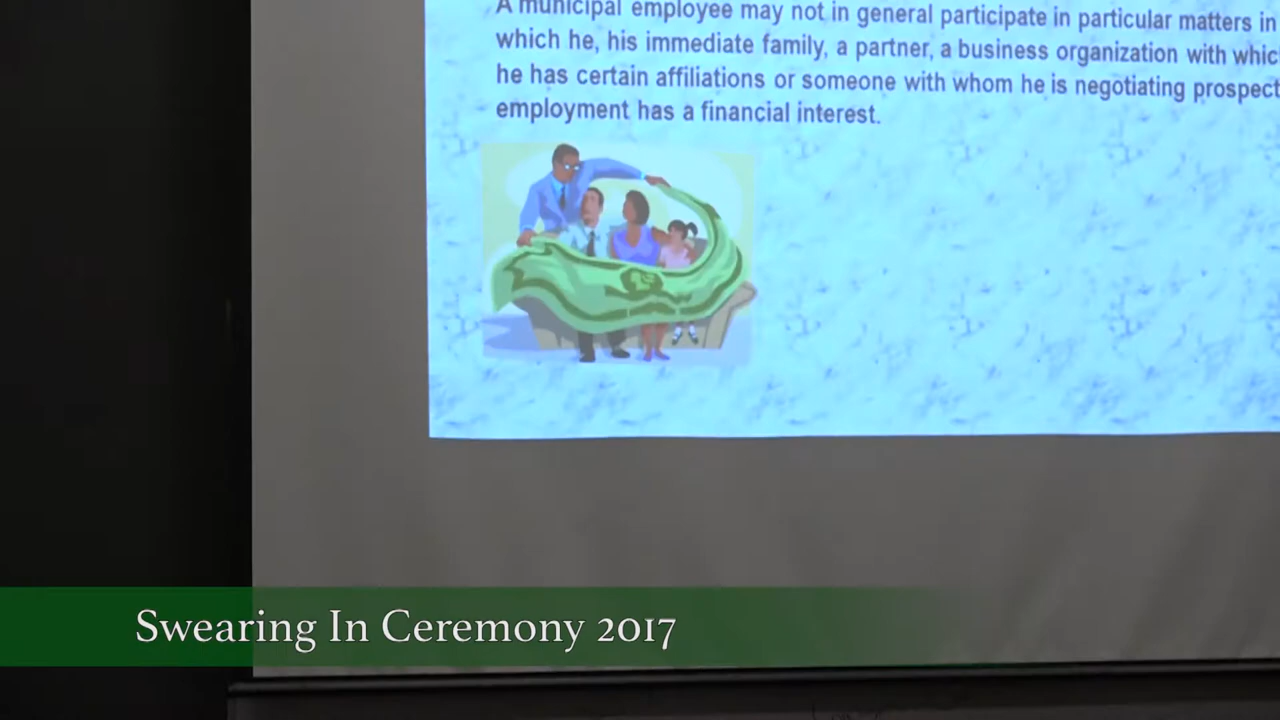 A municipal employee may not in general participate in particular matters in
which he, his immediate family, a partner, a business organization with
he has certain affiliations or someone with whom he is negotiating
employment has a financial interest.
Swearing In Ceremony 2017